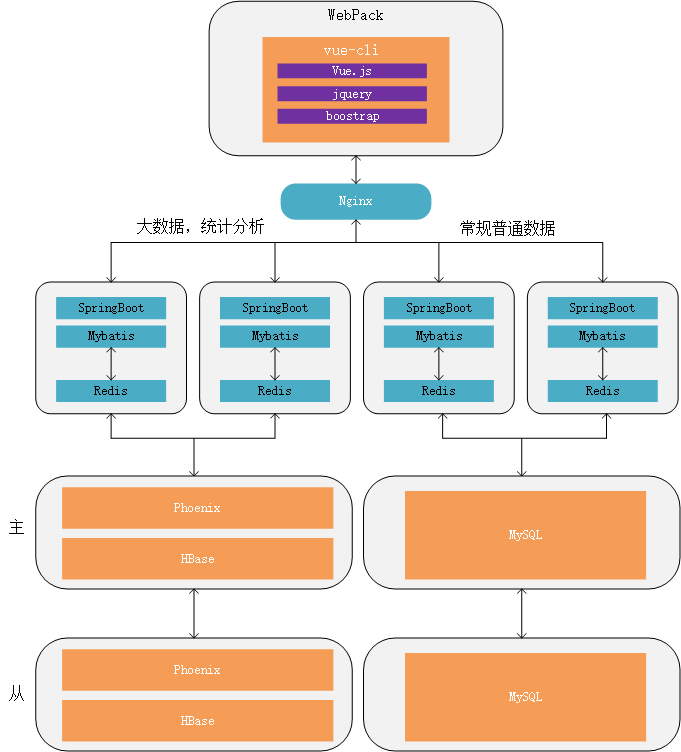 WebPack
vue-cli
Vue.js
jquery
boostrap
Nginx
大数据，统计分析
常规普通数据
SpringBoot
Mybatis
Redis
SpringBoot
Mybatis
Redis
SpringBoot
Mybatis
Redis
SpringBoot
Mybatis
Redis
主
Phoenix
HBase
MySQL
从
Phoenix
HBase
MySQL